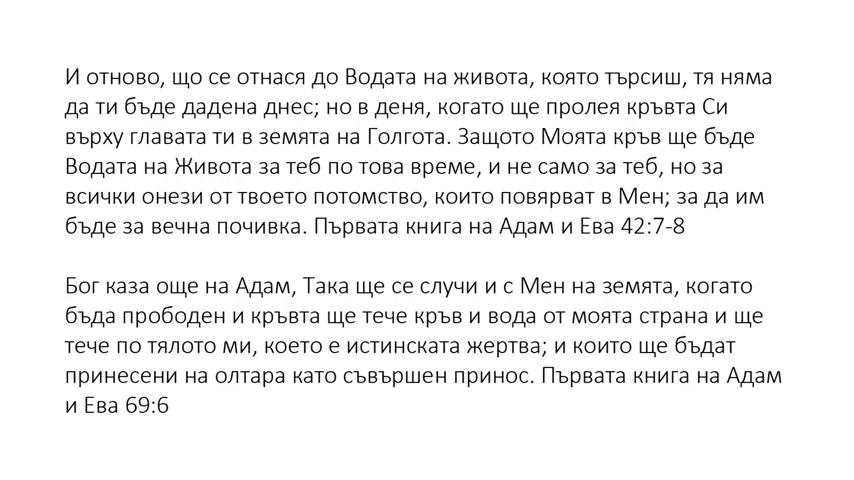 И отново, що се отнася до Водата на живота, която търсиш, тя няма
да ти бъде дадена днес; но в деня, когато ще пролея кръвта Си
върху главата ти в земята на Голгота. Защото Моята кръв ще бъде
Водата на Живота за теб по това време, и не само за теб, но за
всички онези от твоето потомство, които повярват в Мен; за да им
бъде за вечна почивка. Първата книга на Адам и Ева 42:7-8
Бог каза още на Адам, Така ще се случи и с Мен на земята, когато
бъда прободен и кръвта ще тече кръв и вода от моята страна и ще
тече по тялото ми, което е истинската жертва; и които ще бъдат
принесени на олтара като съвършен принос. Първата книга на Адам
и Ева 69:6